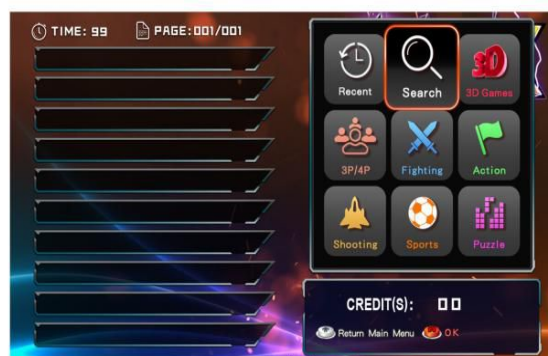 TIME: 99 PAGE:001/001
Recent Search 3D Games
3P/4P Fighting Action
Shooting Sports Puzzle
CREDIT(S): 00
Return Main Menu OK